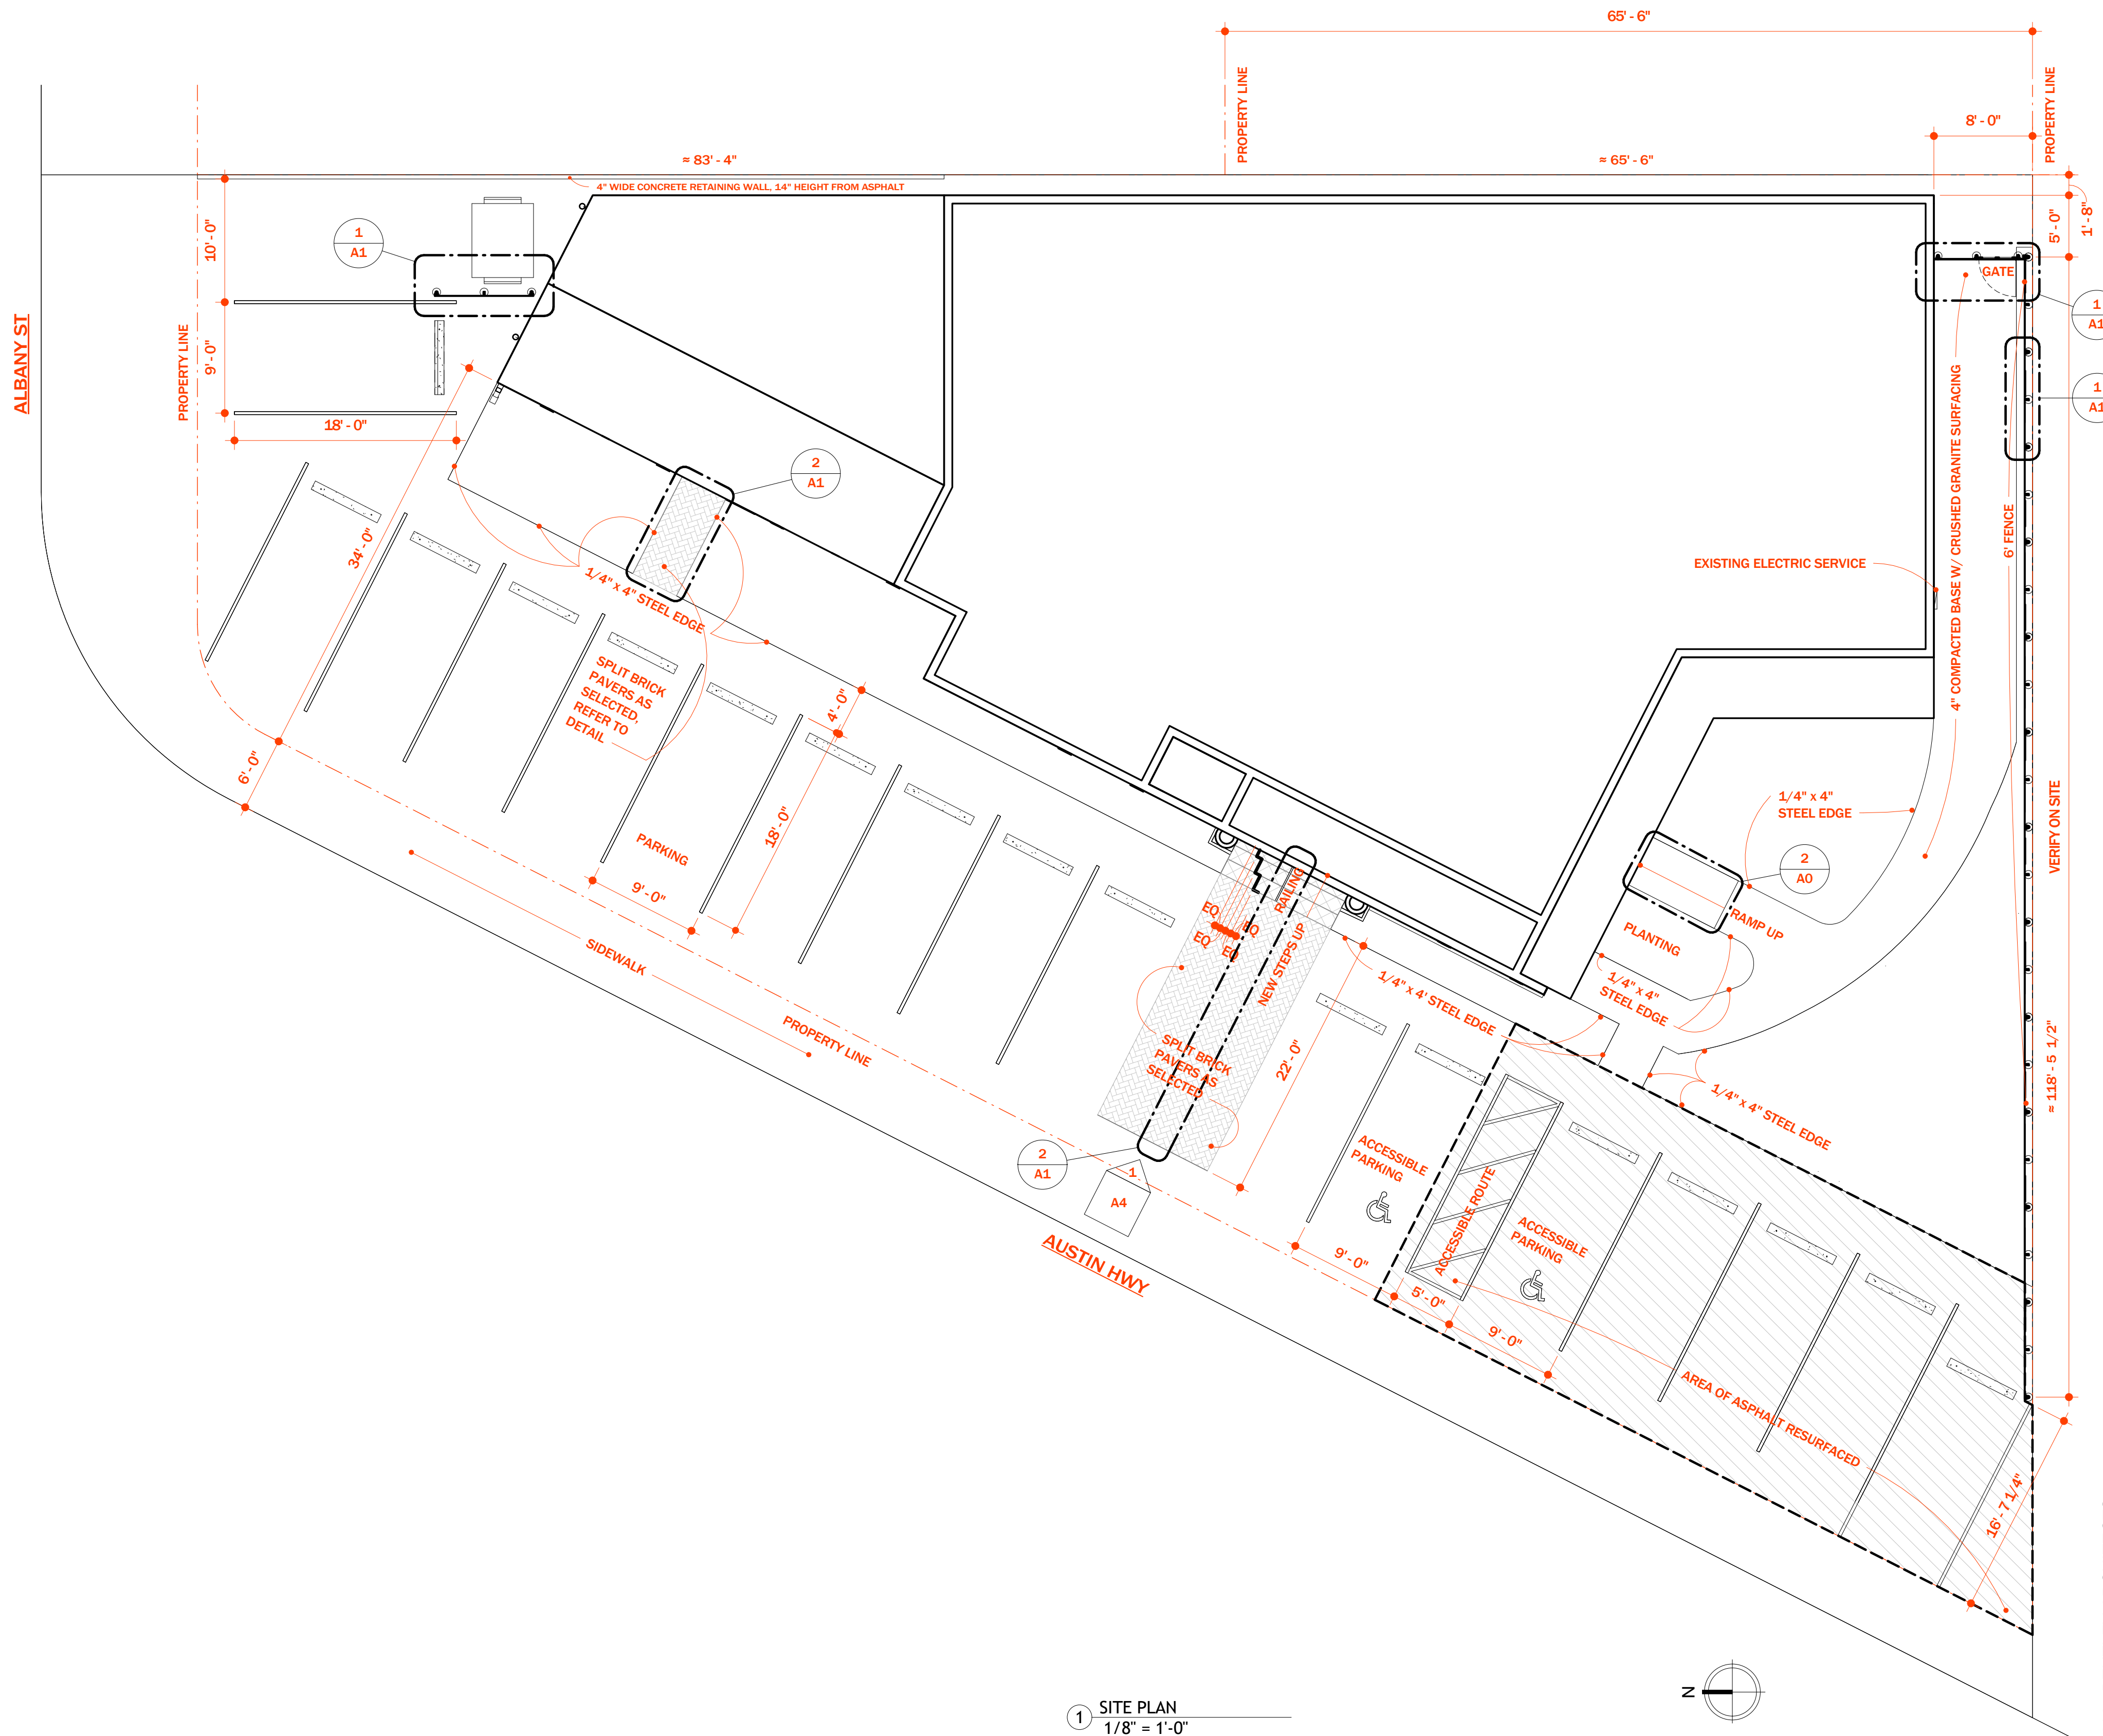 65' - 6"
PROPERTY LINE
PROPERTY LINE
8' - 0"
≈ 83' - 4"
≈ 65' - 6"
4" WIDE CONCRETE RETAINING WALL, 14" HEIGHT FROM ASPHALT
10' - 0"
1
A1
5' - 0"
1' - 8"
GATE
1
A1
ALBANY ST
PROPERTY LINE
9' - 0"
18' - 0"
1
A1
2
A1
34' - 0"
4" COMPACTED BASE W/ CRUSHED GRANITE SURFACING
6' FENCE
EXISTING ELECTRIC SERVICE
1/4" x 4" STEEL EDGE
SPLIT BRICK
PAVERS AS
SELECTED,
REFER TO
DETAIL
4' - 0"
6' - 0"
18' - 0"
PARKING
9' - 0"
1/4" x 4"
STEEL EDGE
VERIFY ON SITE
2
A0
RAMP UP
PLANTING
RAILING
EQ
EQ
EQ
EQ
NEW STEPS UP
SIDEWALK
PROPERTY LINE
1/4" x 4' STEEL EDGE
1/4" x 4"
STEEL EDGE
SPLIT BRICK
PAVERS AS
SELECTED
22' - 0"
≈ 118' - 5 1/2"
1/4" x 4" STEEL EDGE
2
A1
1
A4
ACCESSIBLE
PARKING
ACCESSIBLE ROUTE
ACCESSIBLE
PARKING
AUSTIN HWY
9' - 0"
5' - 0"
9' - 0"
AREA OF ASPHALT RESURFACED
16' - 7 1/4"
N
1
SITE PLAN
1/8" = 1'-0"